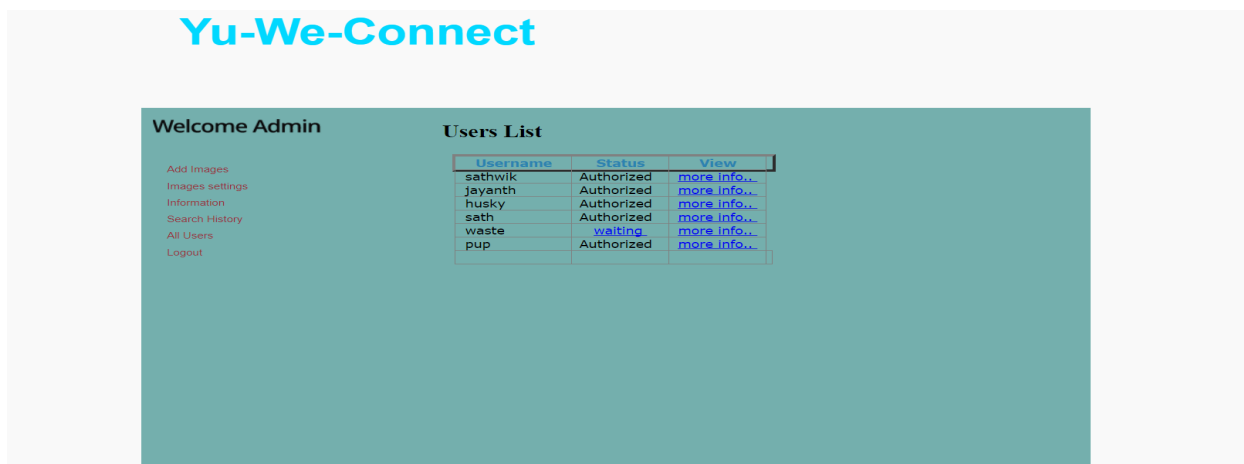 Yu-We-Connect
Welcome Admin
Add Images
Images settings
Information
Search History
All Users
Logout
Users List
Username Status View
sathwik Authorized more info..
jayanth Authorized more info..
husky Authorized more info..
sath Authorized more info..
waste waiting more info..
pup Authorized more info..